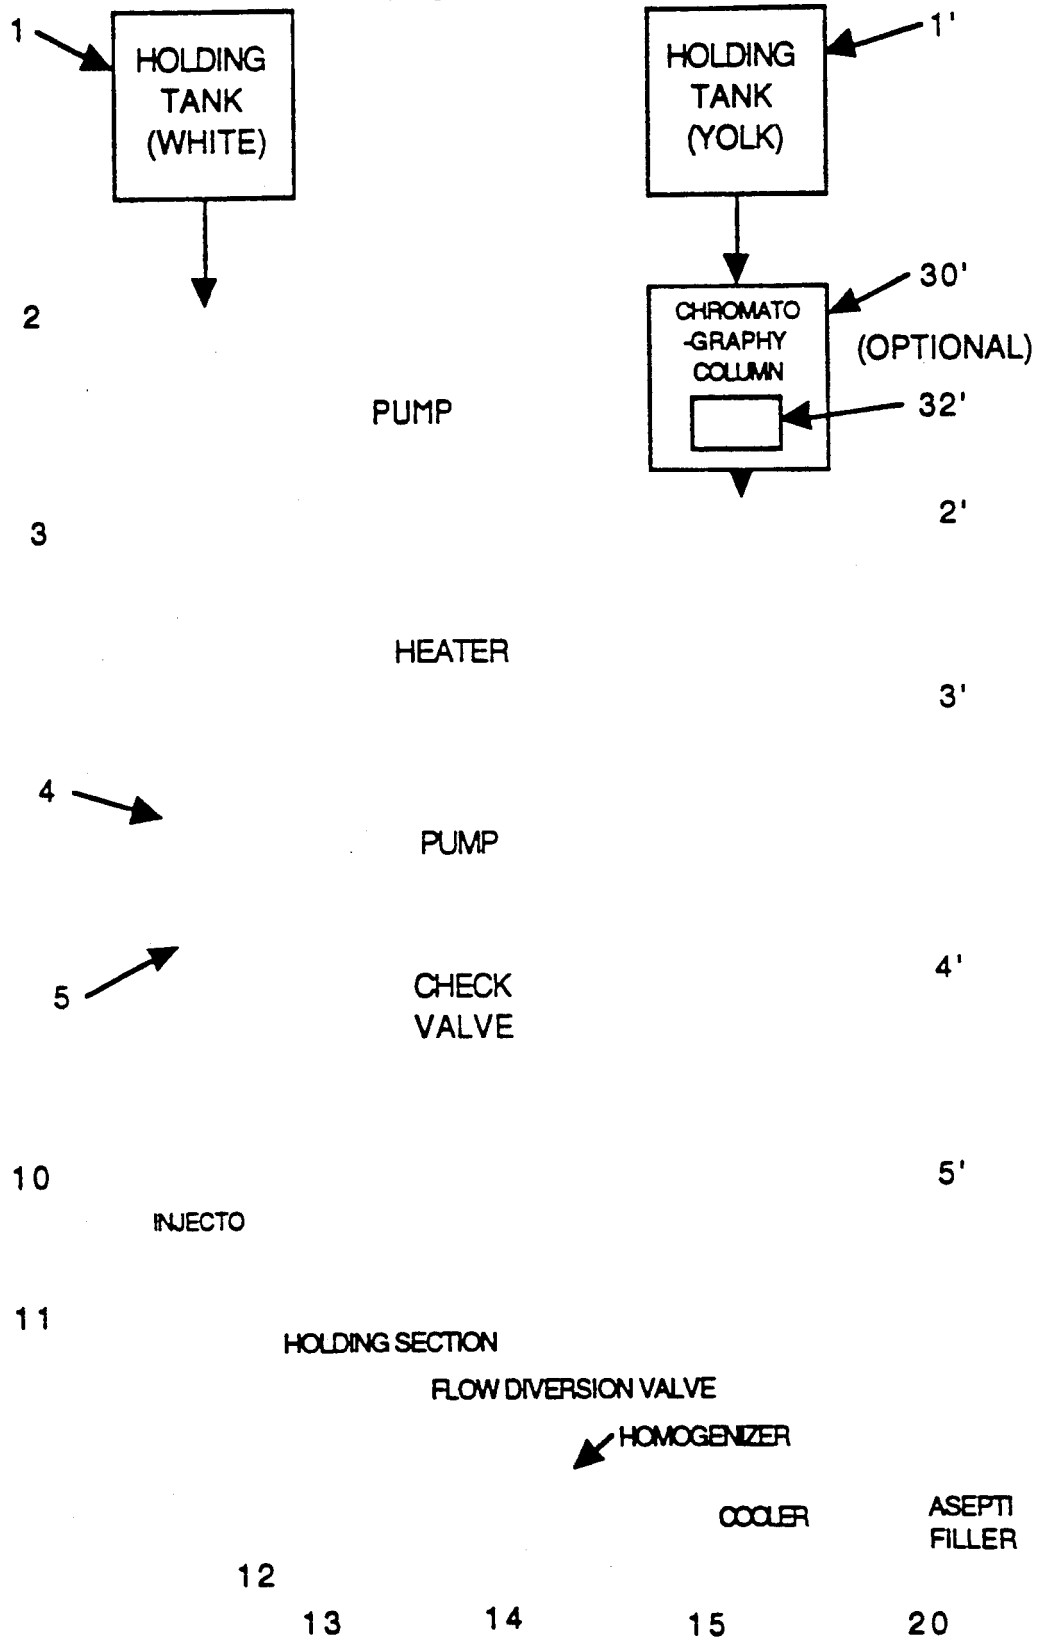 1
HOLDING
TANK
(WHITE)
HOLDING
TANK
(YOLK)
1'
30'
CHROMATO
-GRAPHY
COLUMN
(OPTIONAL)
32'
2
PUMP
2'
3
HEATER
3'
4
PUMP
5
CHECK
VALVE
4'
10
INJECTO
5'
11
HOLDING SECTION
FLOW DIVERSION VALVE
HOMOGENIZER
COOLER
ASEPTI
FILLER
12
13
14
15
20